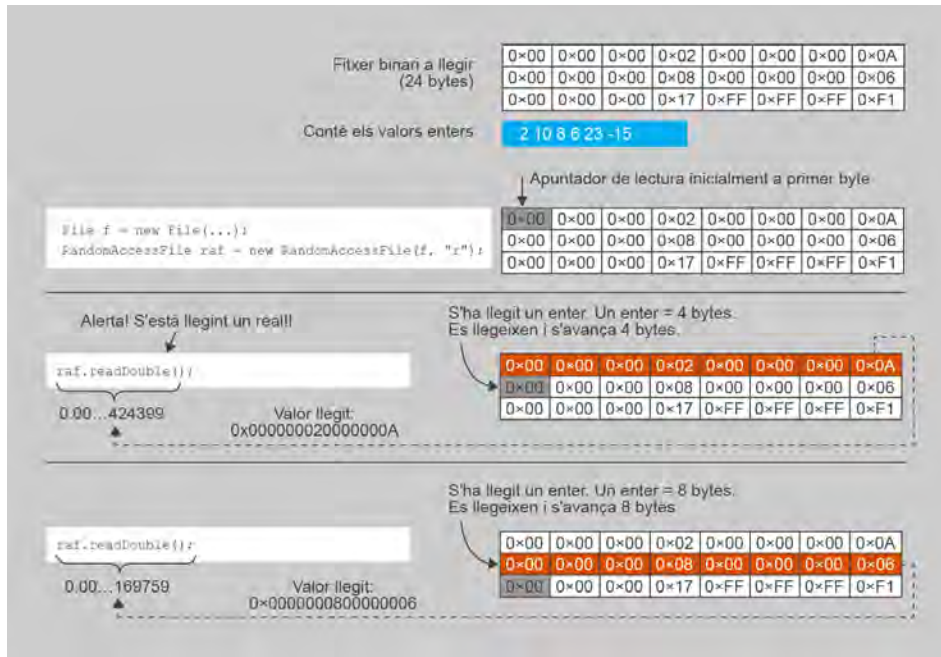 Fitxer binari a llegir
(24 bytes)
0×00 0×00 0×00 0×02 0×00 0×00 0×00 0×0A
0×00 0×00 0×00 0×08 0×00 0×00 0×00 0×06
0×00 0×00 0×00 0×17 0×FF 0×FF 0×FF 0×F1
Conté els valors enters
2 10 8 6 23 -15
Apuntador de lectura inicialment a primer byte
File f = new File(...);
RandomAccessFile raf = new RandomAccessFile(f, "r");
0×00 0×00 0×00 0×02 0×00 0×00 0×00 0×0A
0×00 0×00 0×00 0×08 0×00 0×00 0×00 0×06
0×00 0×00 0×00 0×17 0×FF 0×FF 0×FF 0×F1
Alerta! S'està llegint un real!!
S'ha llegit un enter. Un enter = 4 bytes.
Es llegeixen i s'avança 4 bytes.
raf.readDouble();
0.00...424399
Valor llegit:
0x000000020000000A
0×00 0×00 0×00 0×02 0×00 0×00 0×00 0×0A
0×00 0×00 0×00 0×08 0×00 0×00 0×00 0×06
0×00 0×00 0×00 0×17 0×FF 0×FF 0×FF 0×F1
S'ha llegit un enter. Un enter = 8 bytes.
Es llegeixen i s'avança 8 bytes
raf.readDouble();
0.00...169759
Valor llegit:
0×0000000800000006
0×00 0×00 0×00 0×02 0×00 0×00 0×00 0×0A
0×00 0×00 0×00 0×08 0×00 0×00 0×00 0×06
0×00 0×00 0×00 0×17 0×FF 0×FF 0×FF 0×F1